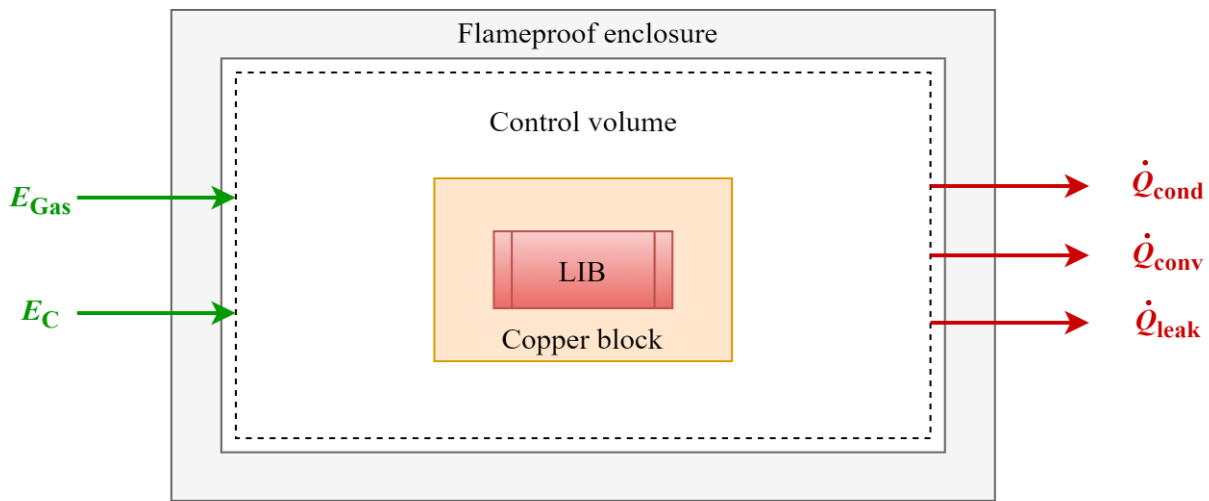 Flameproof enclosure
Control volume
E_Gas
Q̇_cond
LIB
Q̇_conv
E_C
Copper block
Q̇_leak